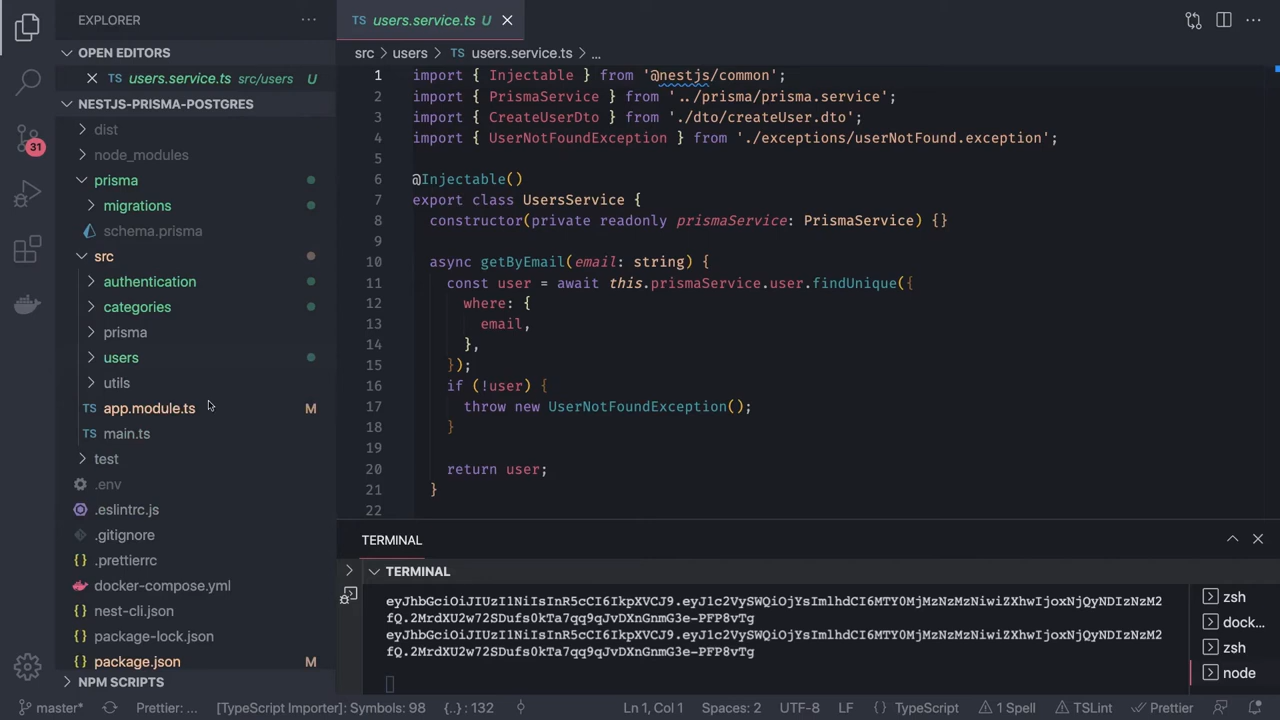 EXPLORER
OPEN EDITORS
users.service.ts src/users U
NESTJS-PRISMA-POSTGRES
dist
node_modules
prisma
migrations
schema.prisma
src
authentication
categories
prisma
users
utils
TS app.module.ts M
TS main.ts
test
.env
.eslintrc.js
.gitignore
{} .prettierrc
docker-compose.yml
{} nest-cli.json
{} package-lock.json
{} package.json M
NPM SCRIPTS
31
TS users.service.ts U
src > users > TS users.service.ts > ...
1 import { Injectable } from '@nestjs/common';
2 import { PrismaService } from '../prisma/prisma.service';
3 import { CreateUserDto } from './dto/createUser.dto';
4 import { UserNotFoundException } from './exceptions/userNotFound.exception';
5
6 @Injectable()
7 export class UsersService {
8 constructor(private readonly prismaService: PrismaService) {}
9
10 async getByEmail(email: string) {
11 const user = await this.prismaService.user.findUnique({
12 where: {
13 email,
14 },
15 });
16 if (!user) {
17 throw new UserNotFoundException();
18 }
19
20 return user;
21 }
22
TERMINAL
TERMINAL
eyJhbGciOiJIUzI1NiIsInR5cCI6IkpXVCJ9.eyJ1c2VySWQiOjYsImlhdCI6MTY0MjMzNzMzNiwiZXhwIjoxNjQyNDIzNzM2
fQ.2MrdXU2w72SDufs0kTa7qq9qJvDXnGnmG3e-PFP8vTg
eyJhbGciOiJIUzI1NiIsInR5cCI6IkpXVCJ9.eyJ1c2VySWQiOjYsImlhdCI6MTY0MjMzNzMzNiwiZXhwIjoxNjQyNDIzNzM2
fQ.2MrdXU2w72SDufs0kTa7qq9qJvDXnGnmG3e-PFP8vTg
zsh
dock...
zsh
node
master* Prettier: ... [TypeScript Importer]: Symbols: 98 {..} : 132 Ln 1, Col 1 Spaces: 2 UTF-8 LF {} TypeScript 1 Spell TSLint Prettier